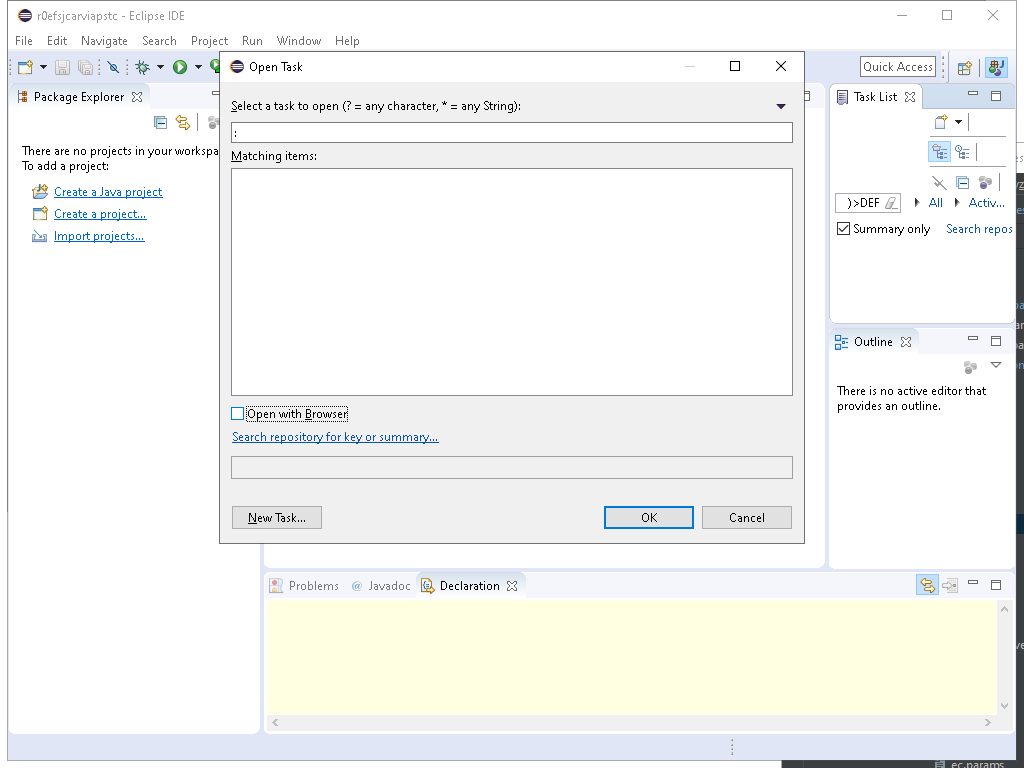 r0efsjcarviapstc - Eclipse IDE
File Edit Navigate Search Project Run Window Help
Quick Access
Package Explorer
There are no projects in your workspa
To add a project:
Create a Java project
Create a project...
Import projects...
Open Task
Select a task to open (? = any character, * = any String):
:
Matching items:
Open with Browser
Search repository for key or summary...
New Task...
OK
Cancel
Task List
)>DEF
All
Activ...
Summary only
Search repos
Outline
There is no active editor that
provides an outline.
Problems
@ Javadoc
Declaration
ec.params